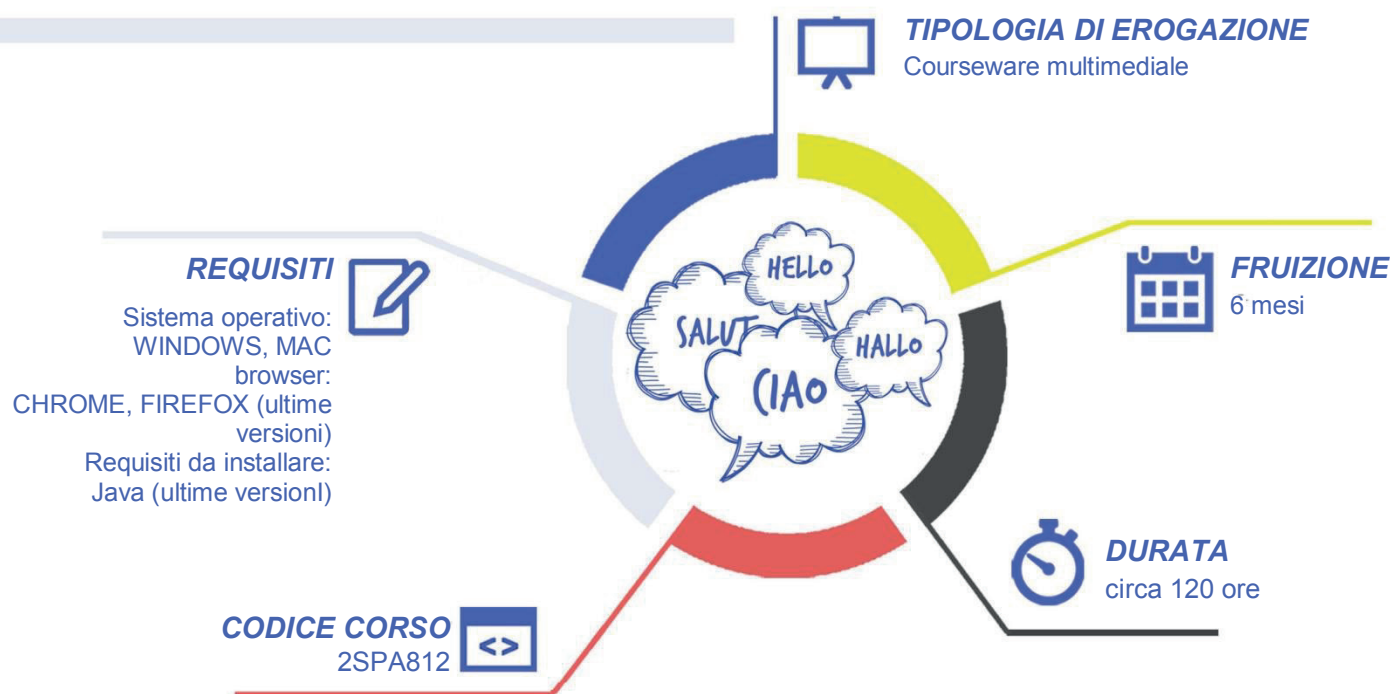 TIPOLOGIA DI EROGAZIONE
Courseware multimediale
REQUISITI
Sistema operativo:
WINDOWS, MAC
browser:
CHROME, FIREFOX (ultime
versioni)
Requisiti da installare:
Java (ultime versionI)
HELLO
SALUT
HALLO
CIAO
FRUIZIONE
6 mesi
DURATA
circa 120 ore
CODICE CORSO
2SPA812
<>